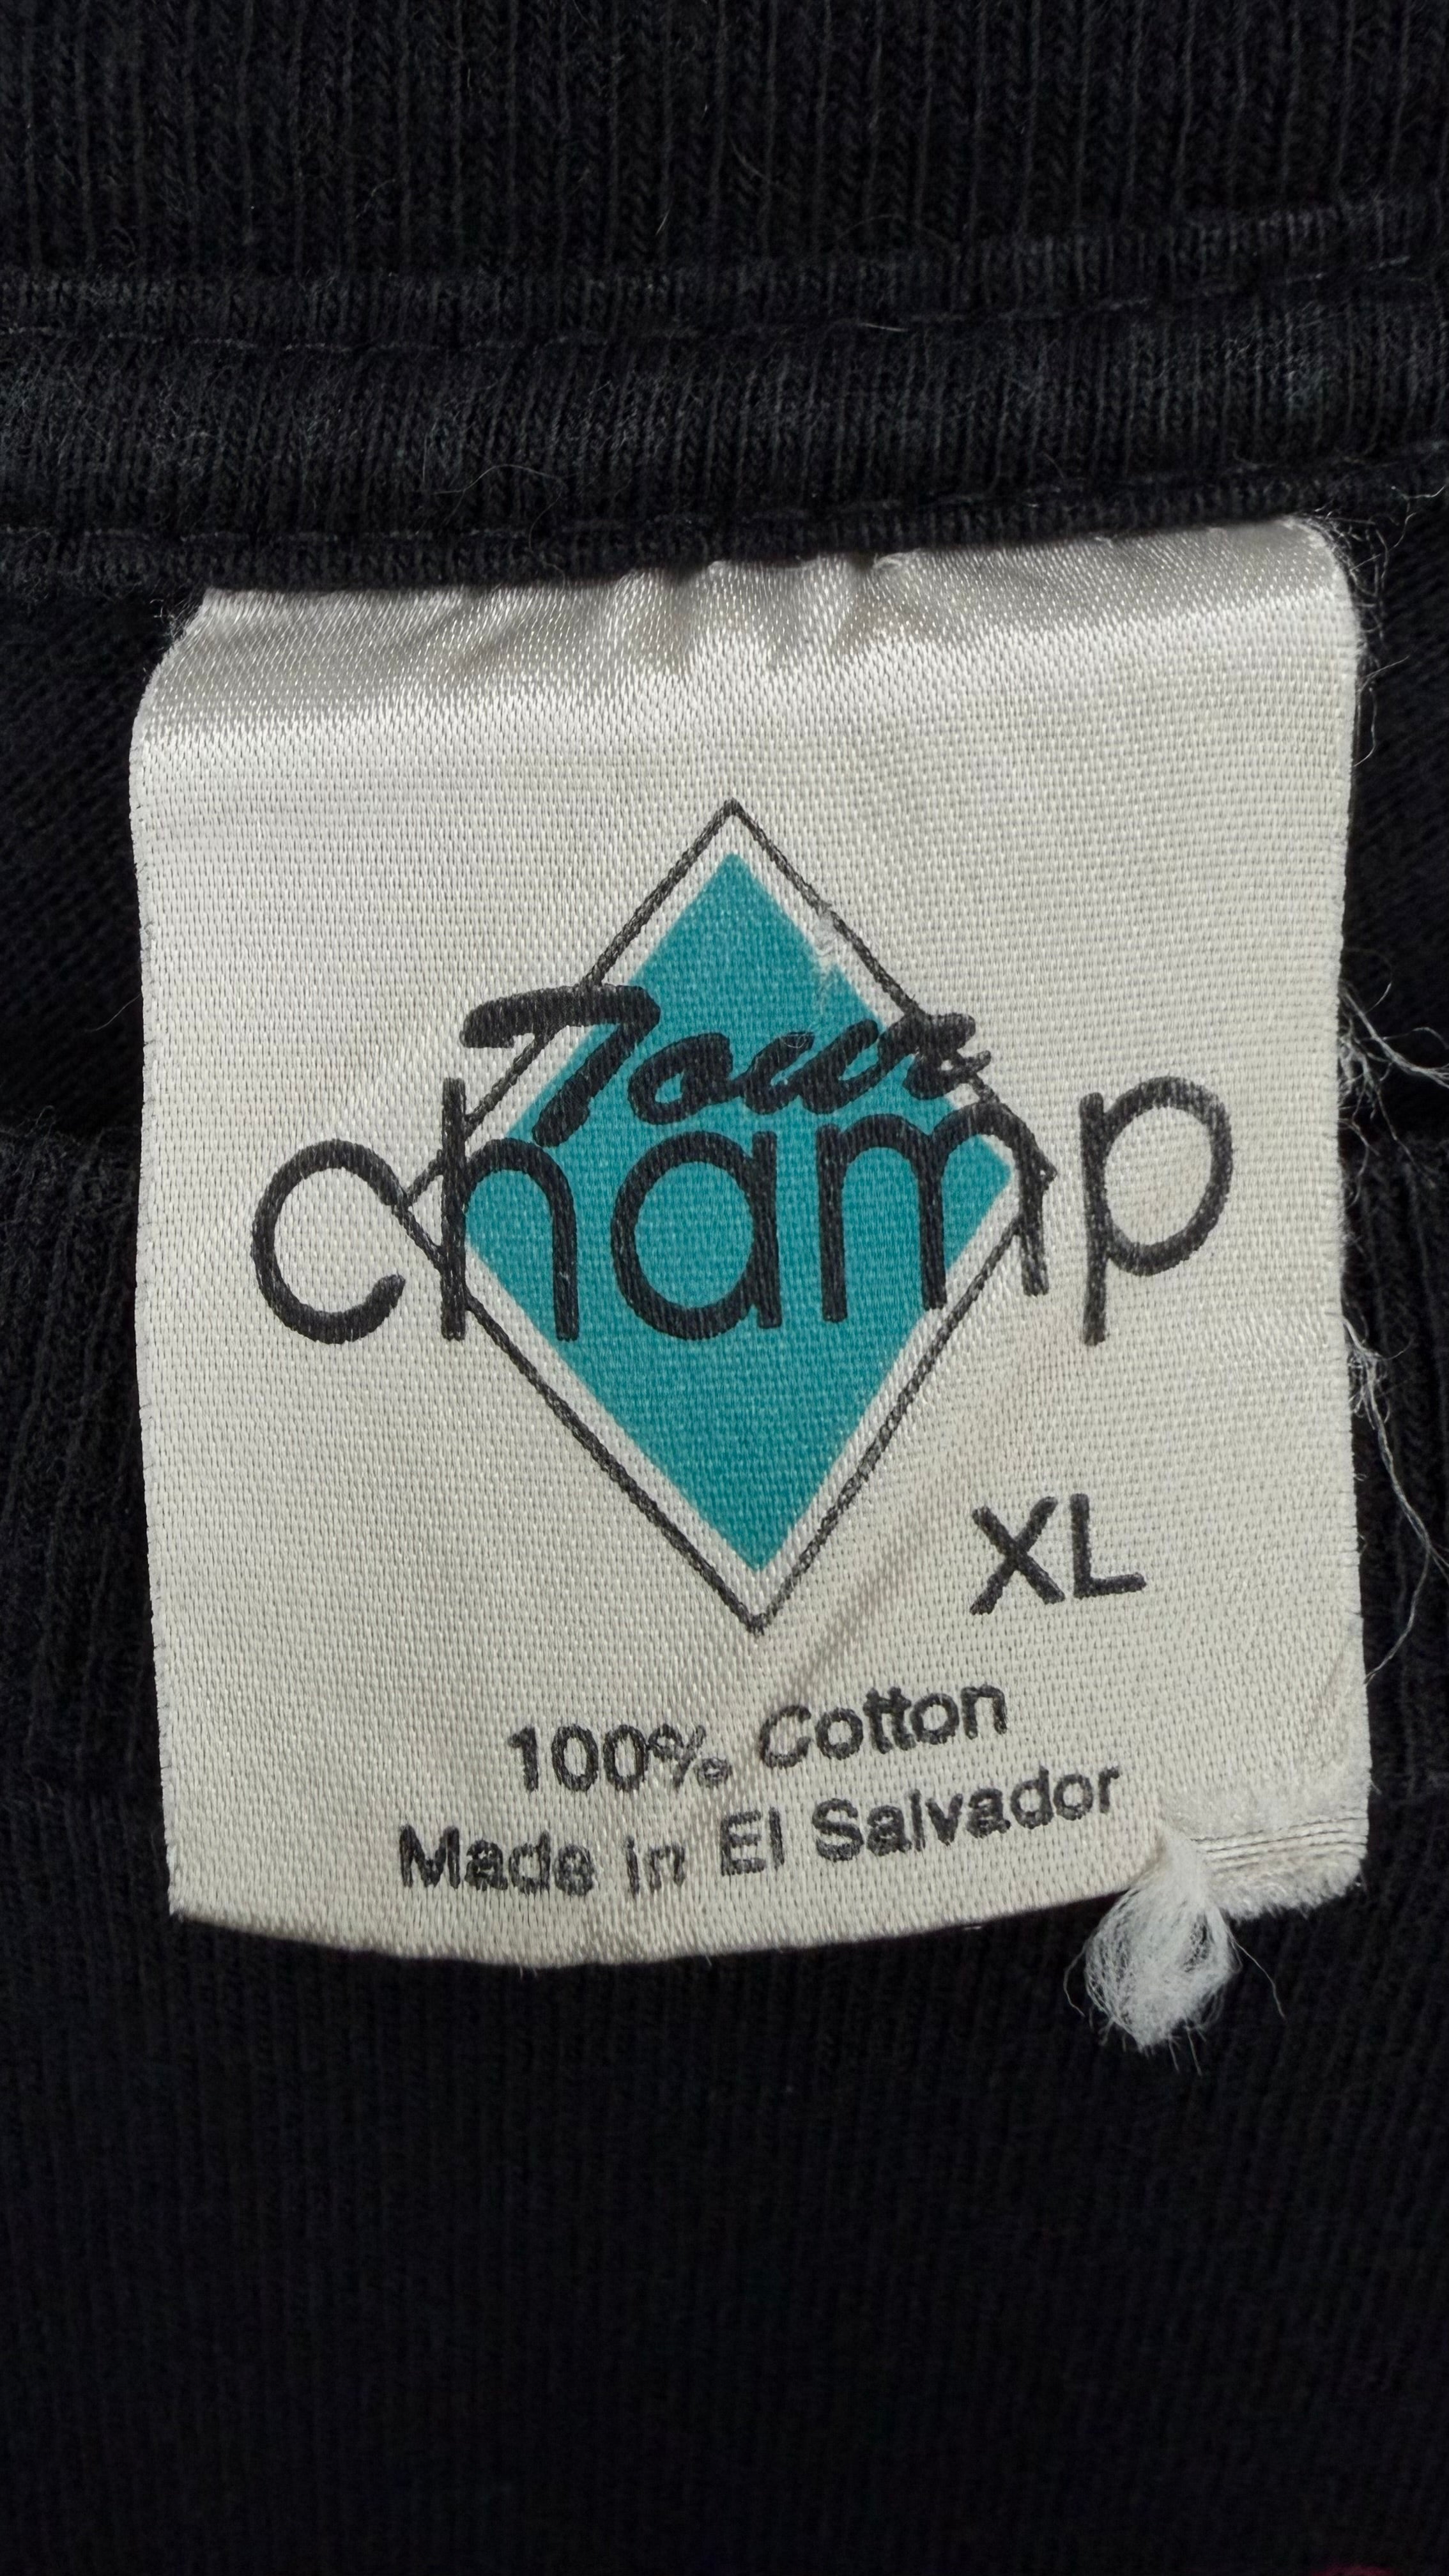 Tour
champ
XL
100% Cotton
Made in El Salvador